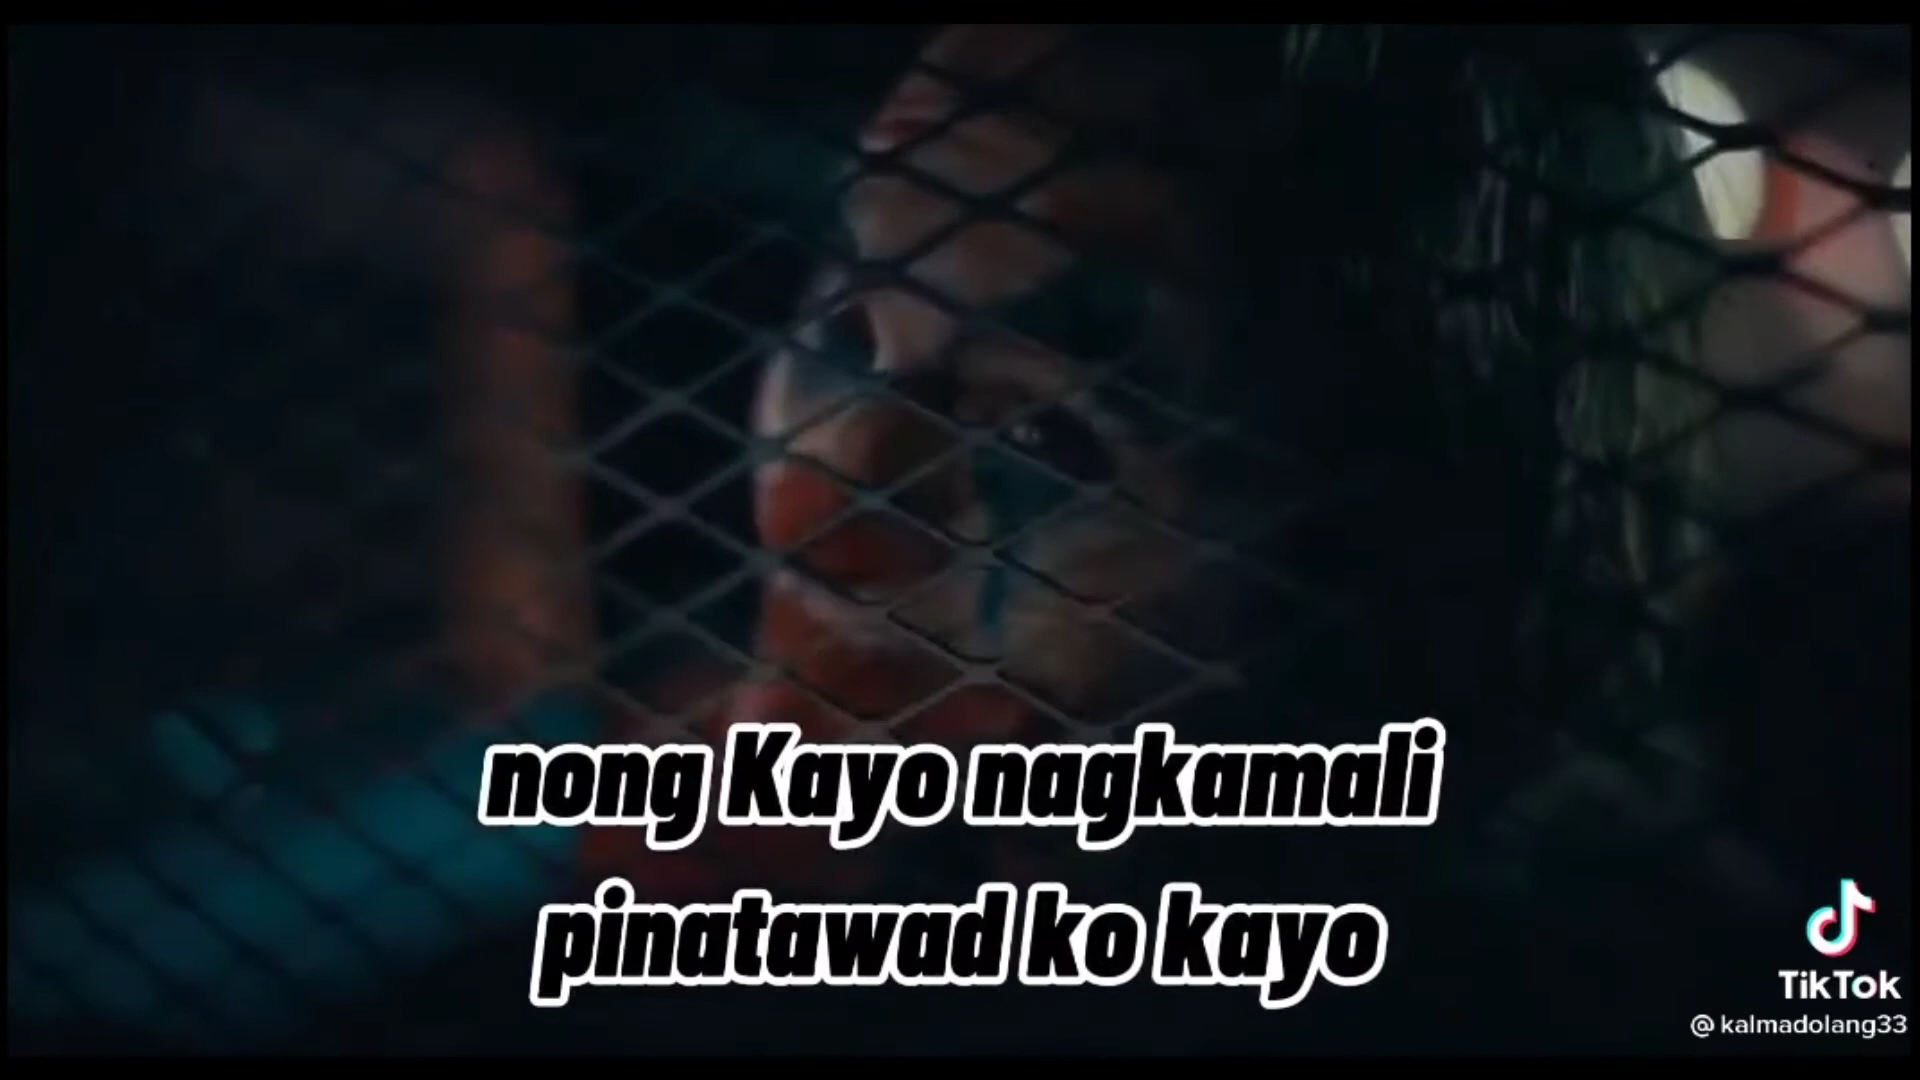 nong Kayo nagkamali
pinatawad ko kayo
TikTok
@kalmadolang33